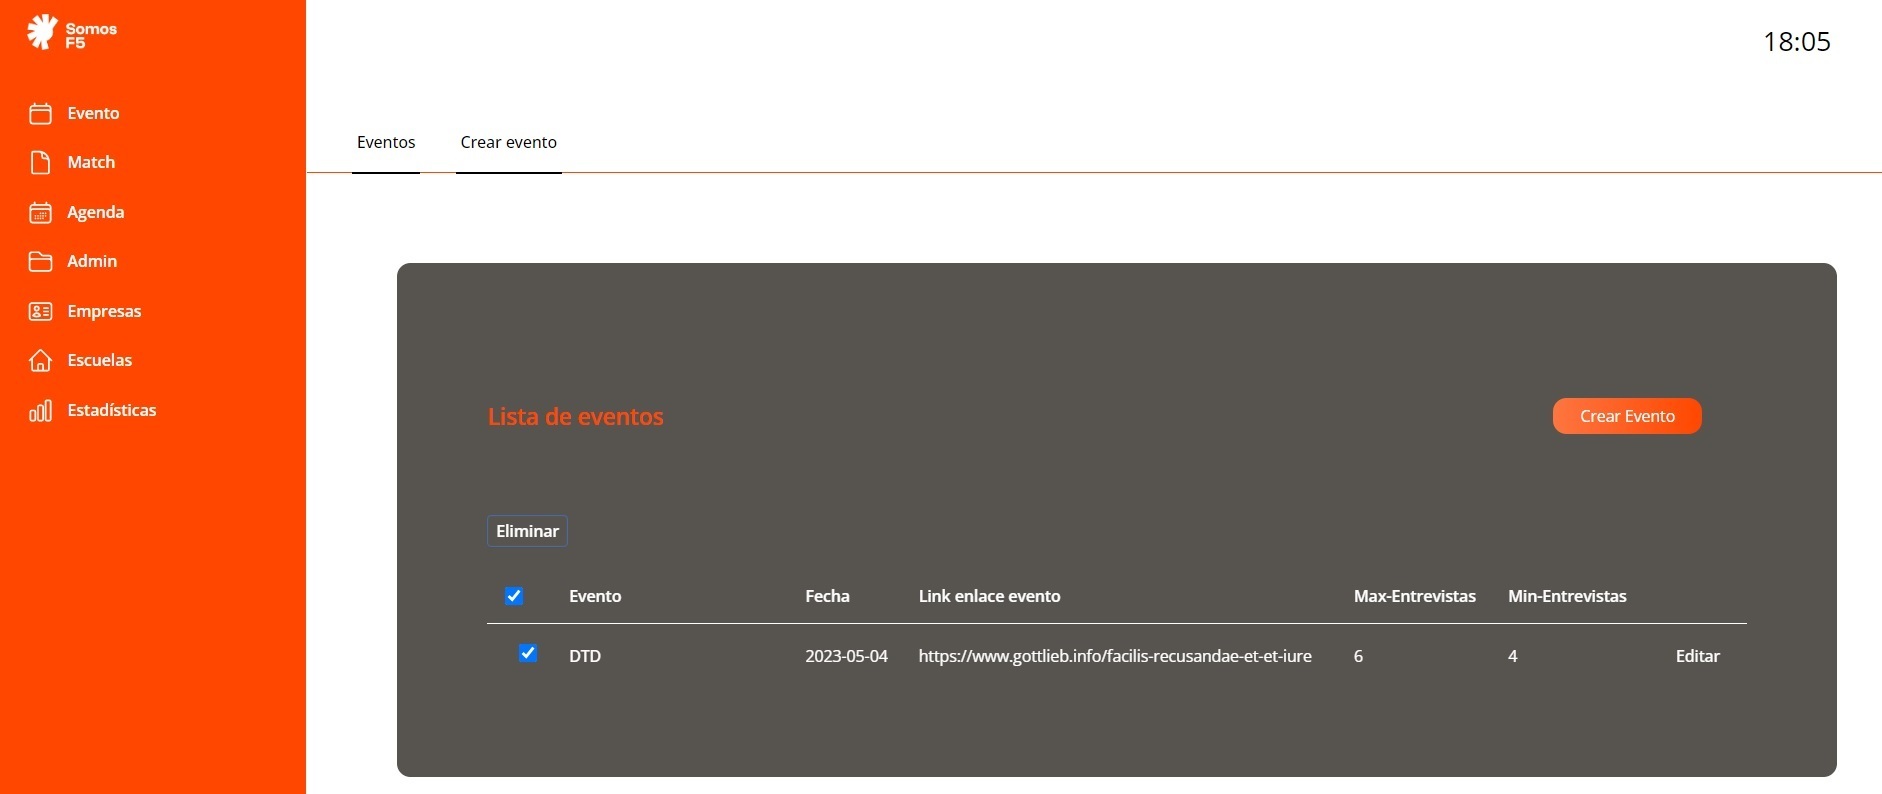 Somos
F5
18:05
Evento
Match
Agenda
Admin
Empresas
Escuelas
Estadísticas
Eventos Crear evento
Lista de eventos Crear Evento
Eliminar
Evento Fecha Link enlace evento Max-Entrevistas Min-Entrevistas
DTD 2023-05-04 https://www.gottlieb.info/facilis-recusandae-et-et-iure 6 4 Editar